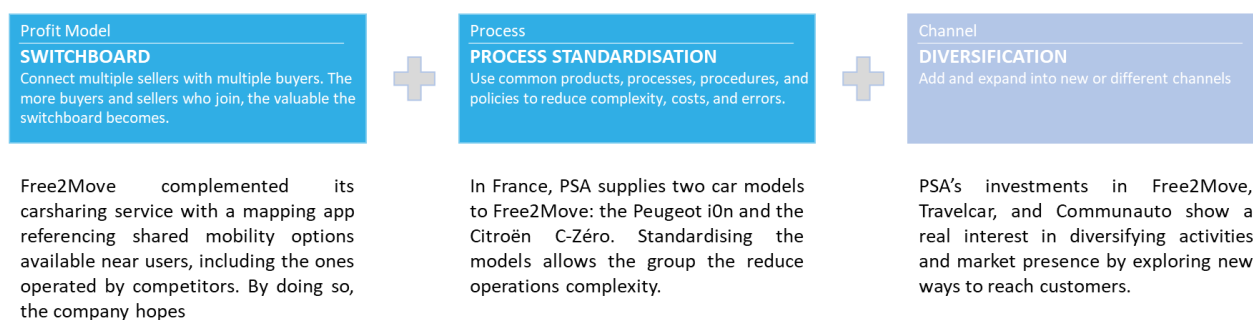 Profit Model
SWITCHBOARD
Connect multiple sellers with multiple buyers. The
more buyers and sellers who join, the valuable the
switchboard becomes.
Free2Move complemented its
carsharing service with a mapping app
referencing shared mobility options
available near users, including the ones
operated by competitors. By doing so,
the company hopes
Process
PROCESS STANDARDISATION
Use common products, processes, procedures, and
policies to reduce complexity, costs, and errors.
In France, PSA supplies two car models
to Free2Move: the Peugeot i0n and the
Citroën C-Zéro. Standardising the
models allows the group the reduce
operations complexity.
Channel
DIVERSIFICATION
Add and expand into new or different channels
PSA’s investments in Free2Move,
Travelcar, and Communauto show a
real interest in diversifying activities
and market presence by exploring new
ways to reach customers.